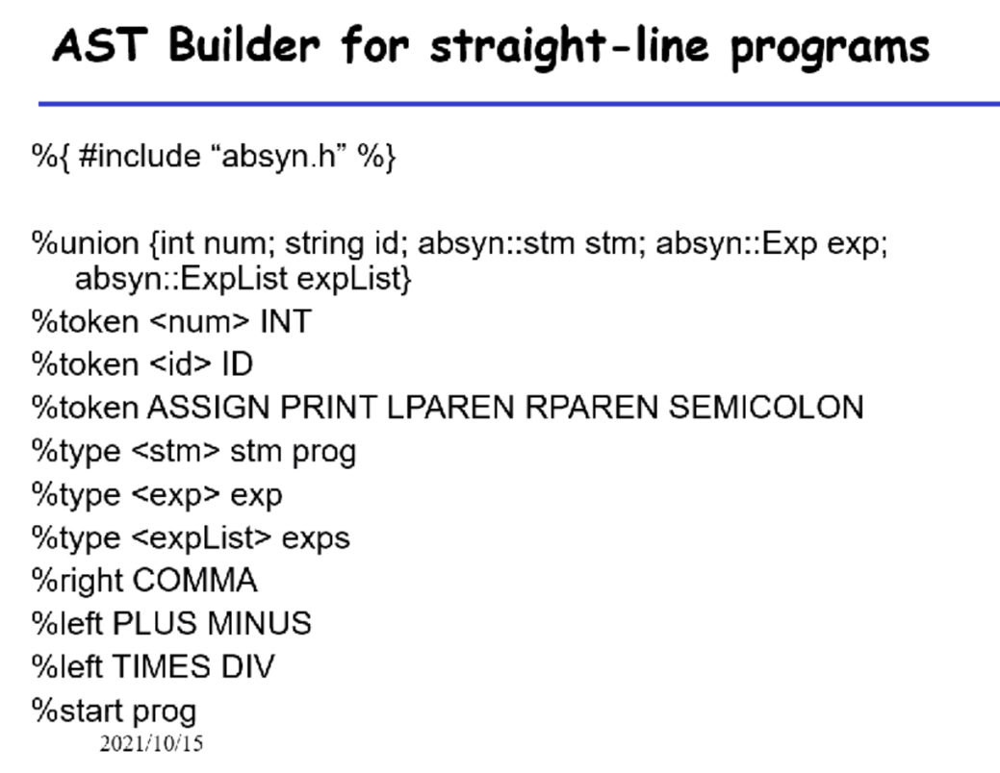 AST Builder for straight-line programs
%{ #include “absyn.h” %}
%union {int num; string id; absyn::stm stm; absyn::Exp exp;
absyn::ExpList expList}
%token <num> INT
%token <id> ID
%token ASSIGN PRINT LPAREN RPAREN SEMICOLON
%type <stm> stm prog
%type <exp> exp
%type <expList> exps
%right COMMA
%left PLUS MINUS
%left TIMES DIV
%start prog
2021/10/15